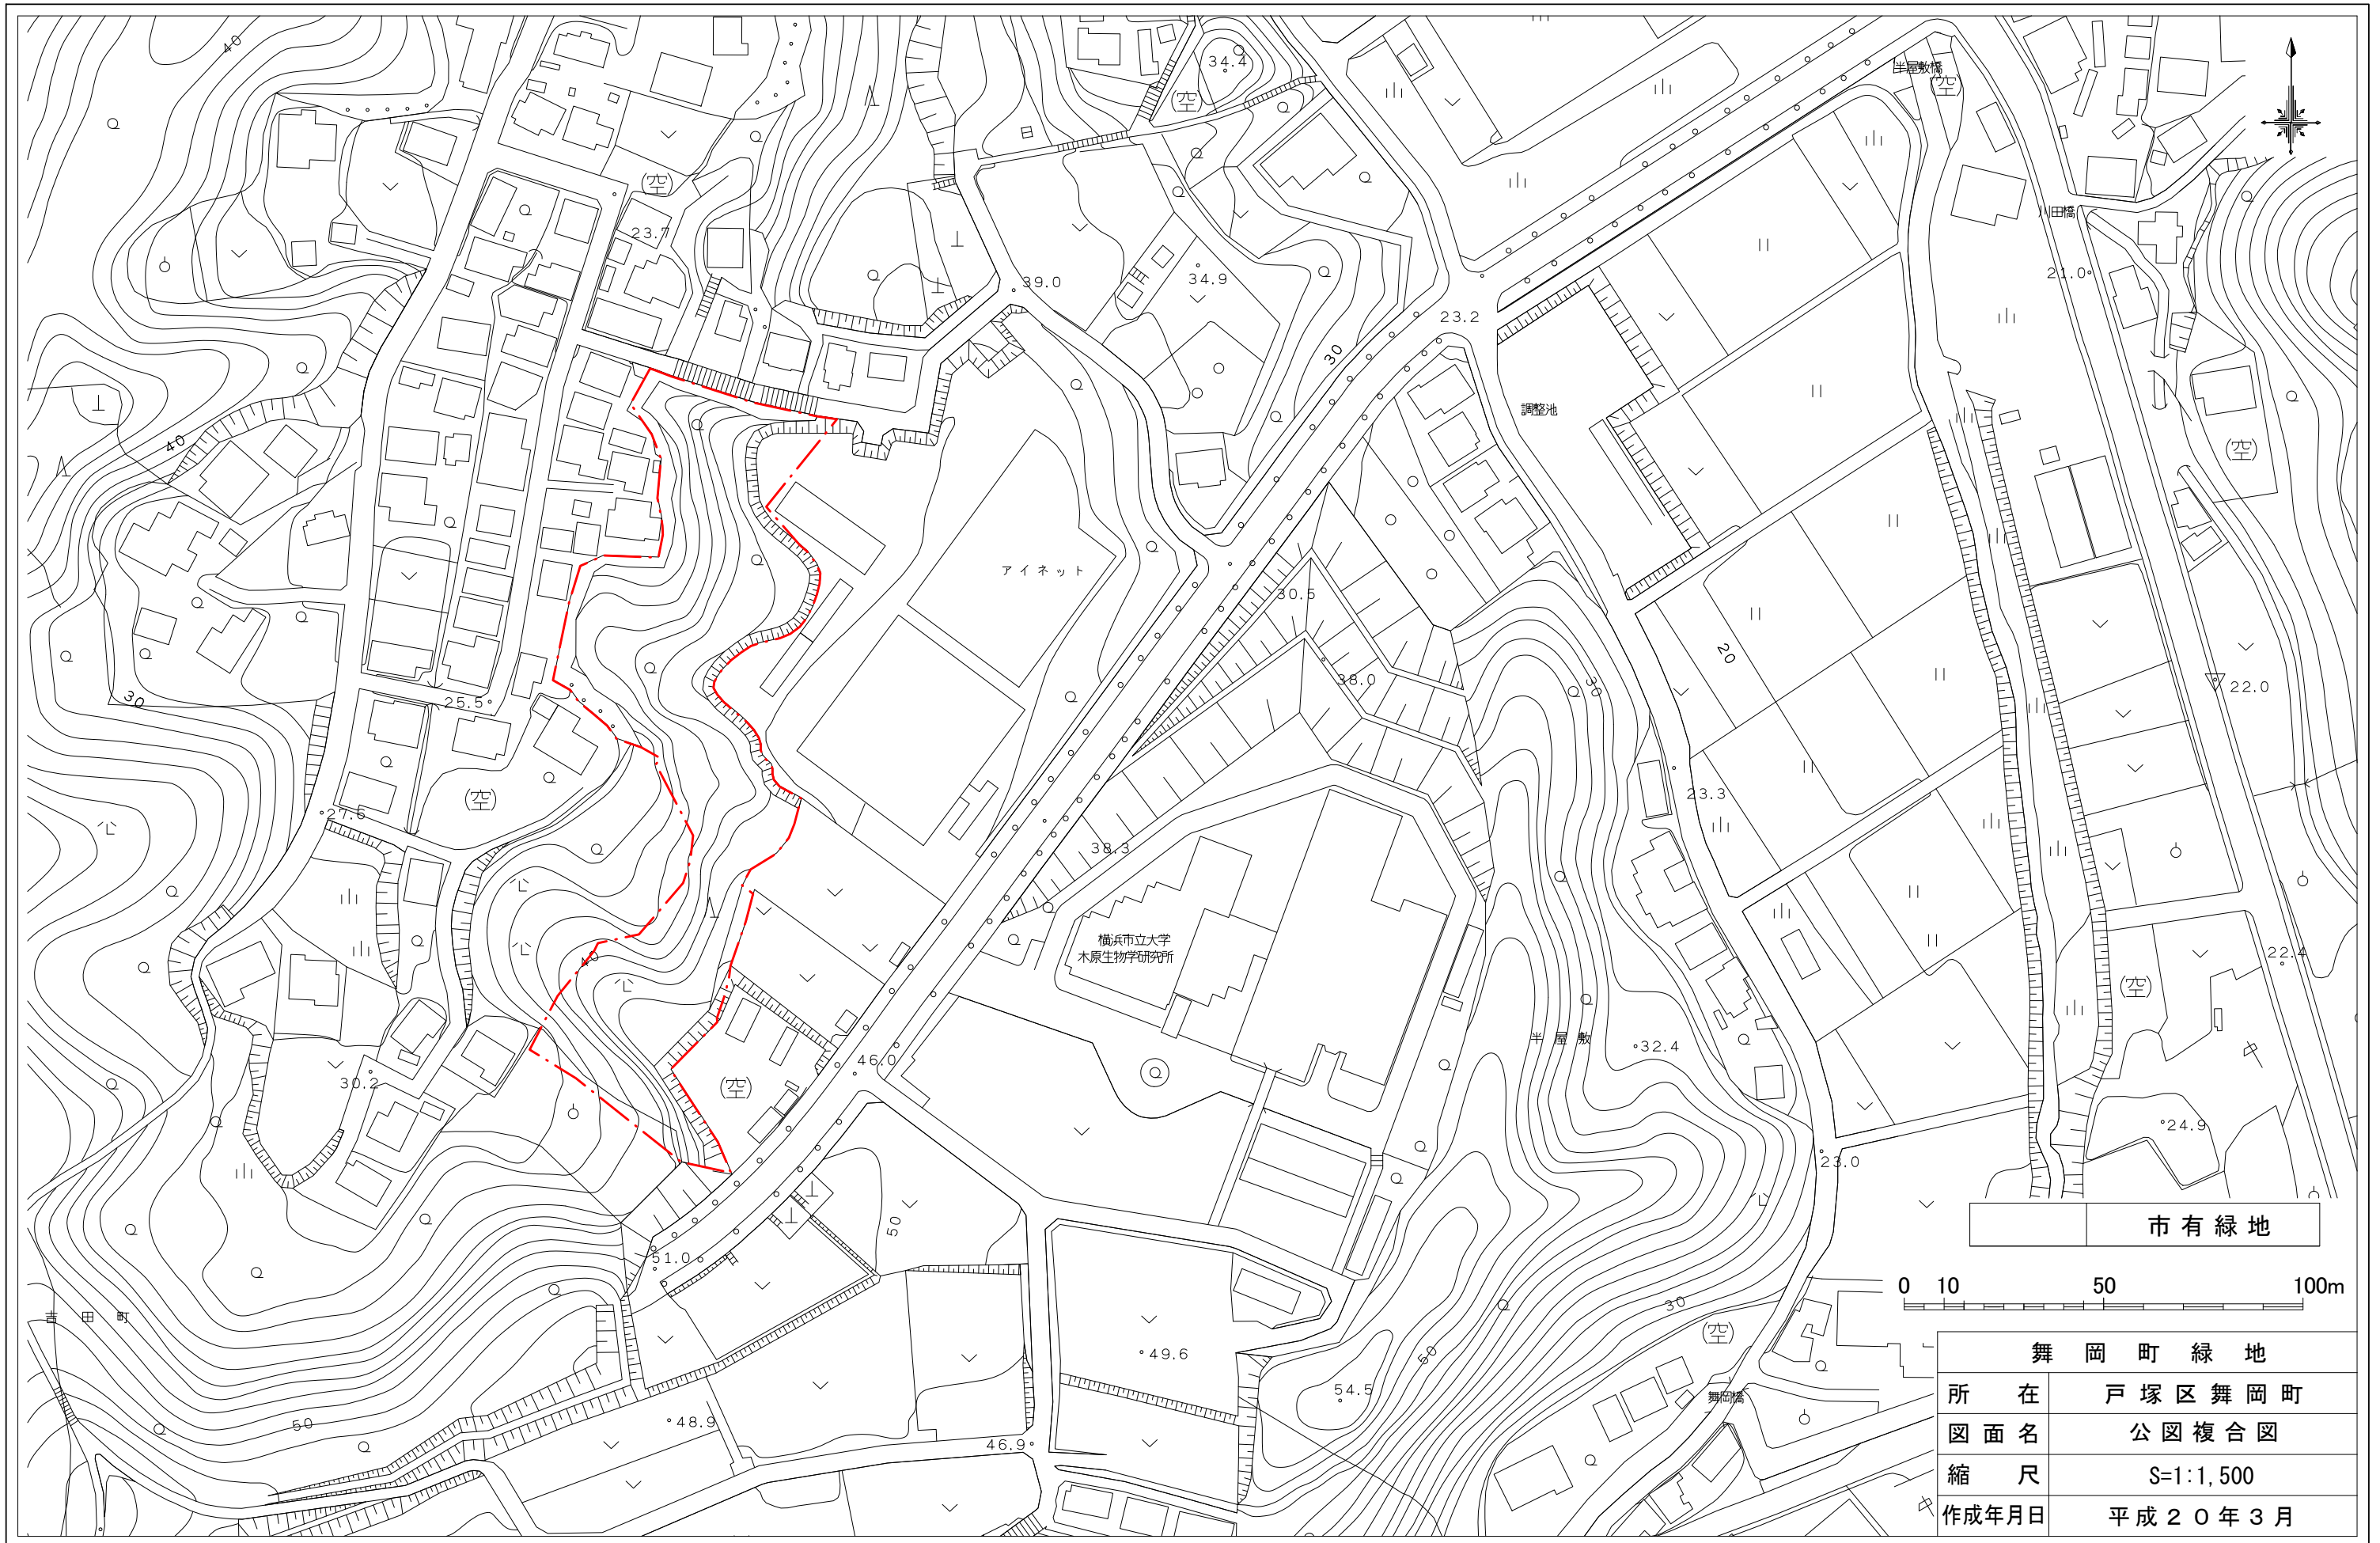 40
34.4
(空)
半屋敷橋
(空)
(空)
23.7
川田橋
21.0
39.0
34.9
23.2
30
調整池
40
(空)
アイネット
30.5
20
30
38.0
22.0
30
25.5
(空)
27.6
23.3
38.3
横浜市立大学
木原生物学研究所
22.4
40
(空)
半屋敷
32.4
46.0
30.2
(空)
24.9
23.0
50
市有緑地
51.0
0 10 50 100m
吉田町
30
(空)
49.6
50
54.5
舞岡橋
50
48.9
46.9
舞岡町緑地
所在 戸塚区舞岡町
図面名 公図複合図
縮尺 S=1:1,500
作成年月日 平成20年3月